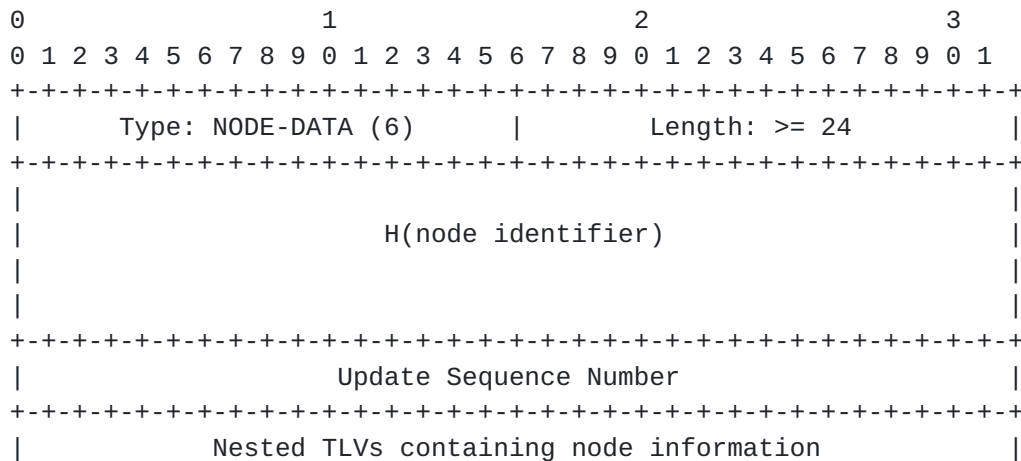 0                   1                   2                   3
0 1 2 3 4 5 6 7 8 9 0 1 2 3 4 5 6 7 8 9 0 1 2 3 4 5 6 7 8 9 0 1
+-+-+-+-+-+-+-+-+-+-+-+-+-+-+-+-+-+-+-+-+-+-+-+-+-+-+-+-+-+-+-+-+
|      Type: NODE-DATA (6)      |        Length: >= 24          |
+-+-+-+-+-+-+-+-+-+-+-+-+-+-+-+-+-+-+-+-+-+-+-+-+-+-+-+-+-+-+-+-+
|                                                               |
|                       H(node identifier)                      |
|                                                               |
|                                                               |
+-+-+-+-+-+-+-+-+-+-+-+-+-+-+-+-+-+-+-+-+-+-+-+-+-+-+-+-+-+-+-+-+
|                    Update Sequence Number                     |
+-+-+-+-+-+-+-+-+-+-+-+-+-+-+-+-+-+-+-+-+-+-+-+-+-+-+-+-+-+-+-+-+
|            Nested TLVs containing node information            |